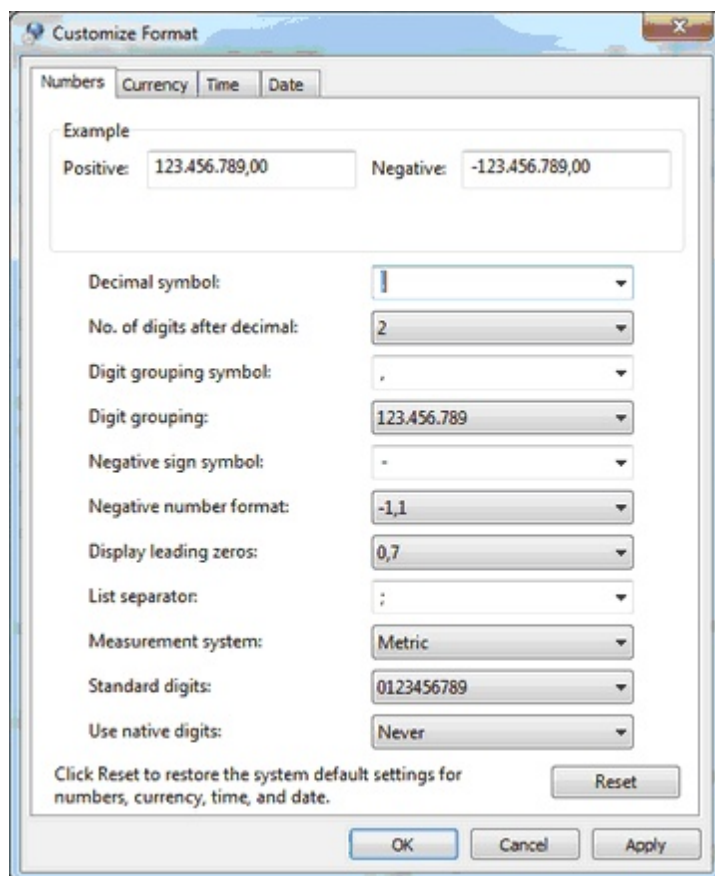 Customize Format
Numbers Currency Time Date
Example
Positive: 123.456.789,00 Negative: -123.456.789,00
Decimal symbol: .
No. of digits after decimal: 2
Digit grouping symbol: ,
Digit grouping: 123.456.789
Negative sign symbol: -
Negative number format: -1,1
Display leading zeros: 0,7
List separator: ;
Measurement system: Metric
Standard digits: 0123456789
Use native digits: Never
Click Reset to restore the system default settings for
numbers, currency, time, and date.
Reset
OK Cancel Apply